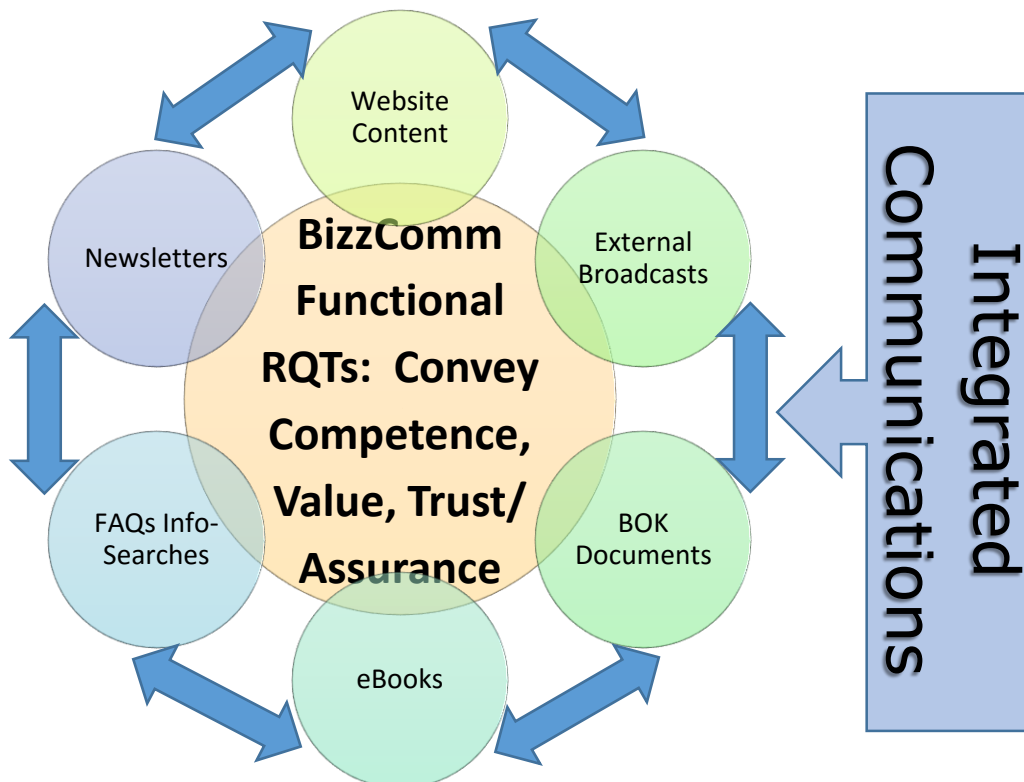 Website
Content
Newsletters
External
Broadcasts
BizzComm
Functional
RQTs:  Convey
Competence,
Value, Trust/
Assurance
FAQs Info-
Searches
BOK
Documents
eBooks
Integrated
Communications